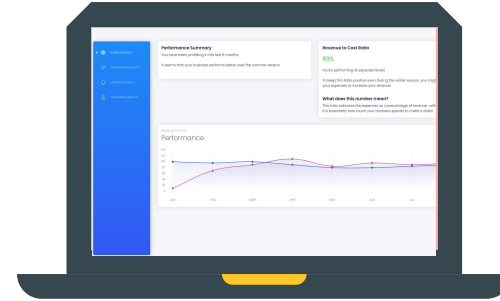 Performance Summary
You have been profiting in the last 6 months
It seems that your business performs better over the summer season
Revenue to Cost Ratio
83%
You're performing at expected levels
To keep this Ratio positive even during the winter season, you might
your expenses or increase your revenue
What does this number mean?
This ratio indicates the expenses as a percentage of revenue, with
it is essentially how much your business spends to make a dollar
Performance
JAN
FEB
MAR
APR
MAY
JUN
JUL